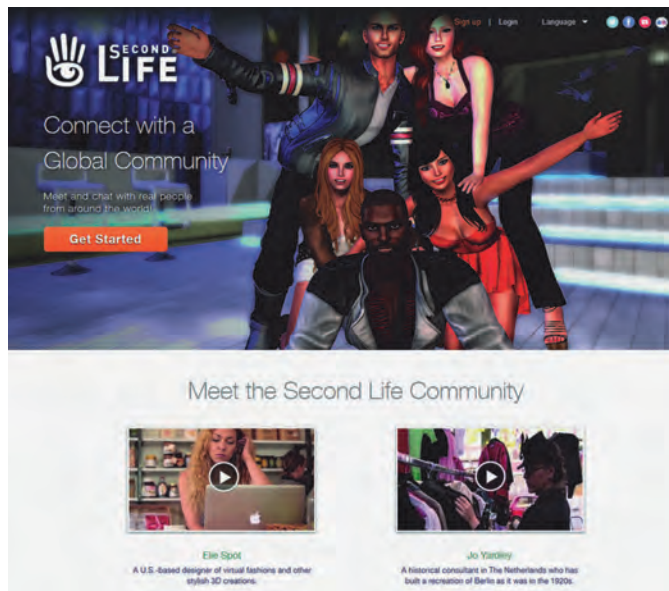 Sign up | Login Language
SECOND
LIFE
Connect with a
Global Community
Meet and chat with real people
from around the world!
Get Started
Meet the Second Life Community
Elie Spot
Jo Yardley
A U.S.-based designer of virtual fashions and other
stylish 3D creations.
A historical consultant in The Netherlands who has
built a recreation of Berlin as it was in the 1920s.